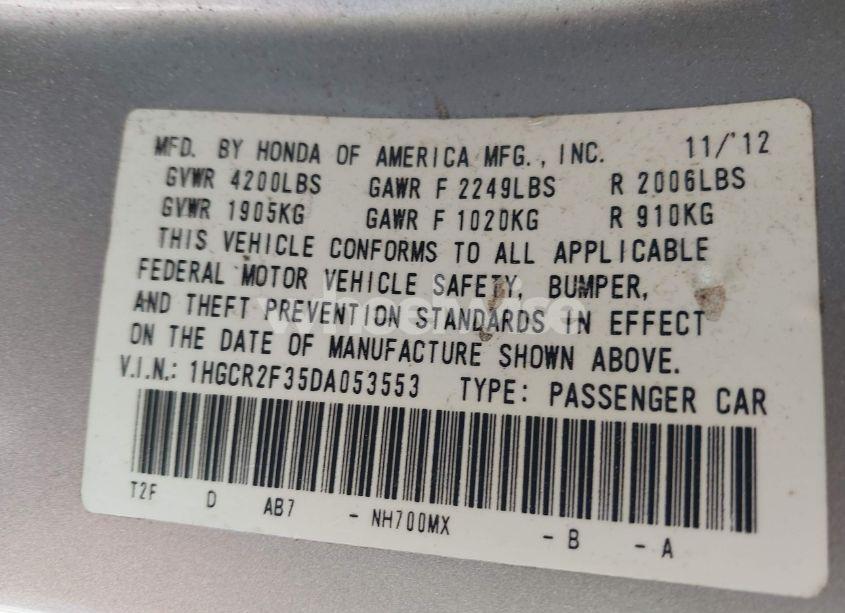 MFD. BY HONDA OF AMERICA MFG., INC. 11/'12
GVWR 4200LBS GAWR F 2249LBS R 2006LBS
GVWR 1905KG GAWR F 1020KG R 910KG
THIS VEHICLE CONFORMS TO ALL APPLICABLE
FEDERAL MOTOR VEHICLE SAFETY, BUMPER,
AND THEFT PREVENTION STANDARDS IN EFFECT
ON THE DATE OF MANUFACTURE SHOWN ABOVE.
V.I.N.: 1HGCR2F35DA053553 TYPE: PASSENGER CAR
T2F D AB7 - NH700MX - B - A